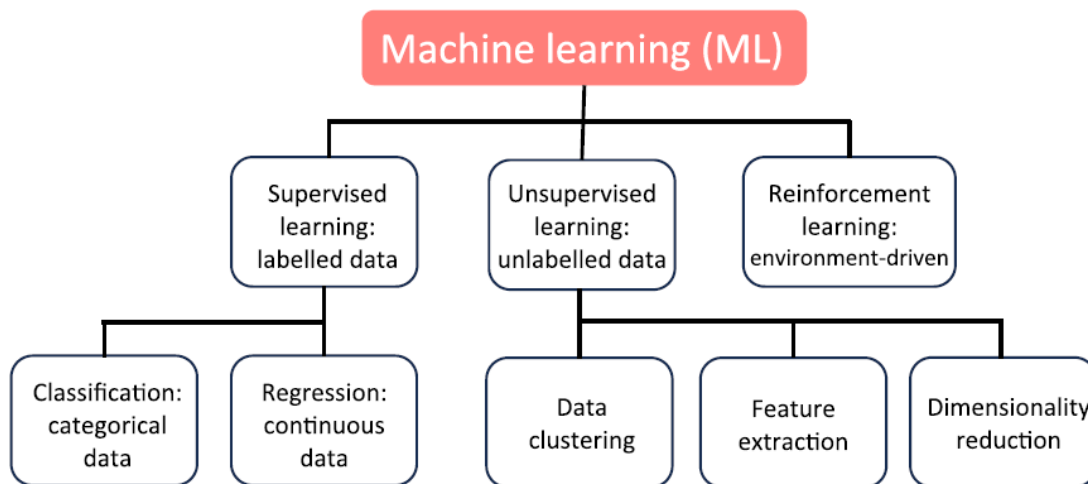 Machine learning (ML)
Supervised
learning:
labelled data
Unsupervised
learning:
unlabelled data
Reinforcement
learning:
environment-driven
Classification:
categorical
data
Regression:
continuous
data
Data
clustering
Feature
extraction
Dimensionality
reduction